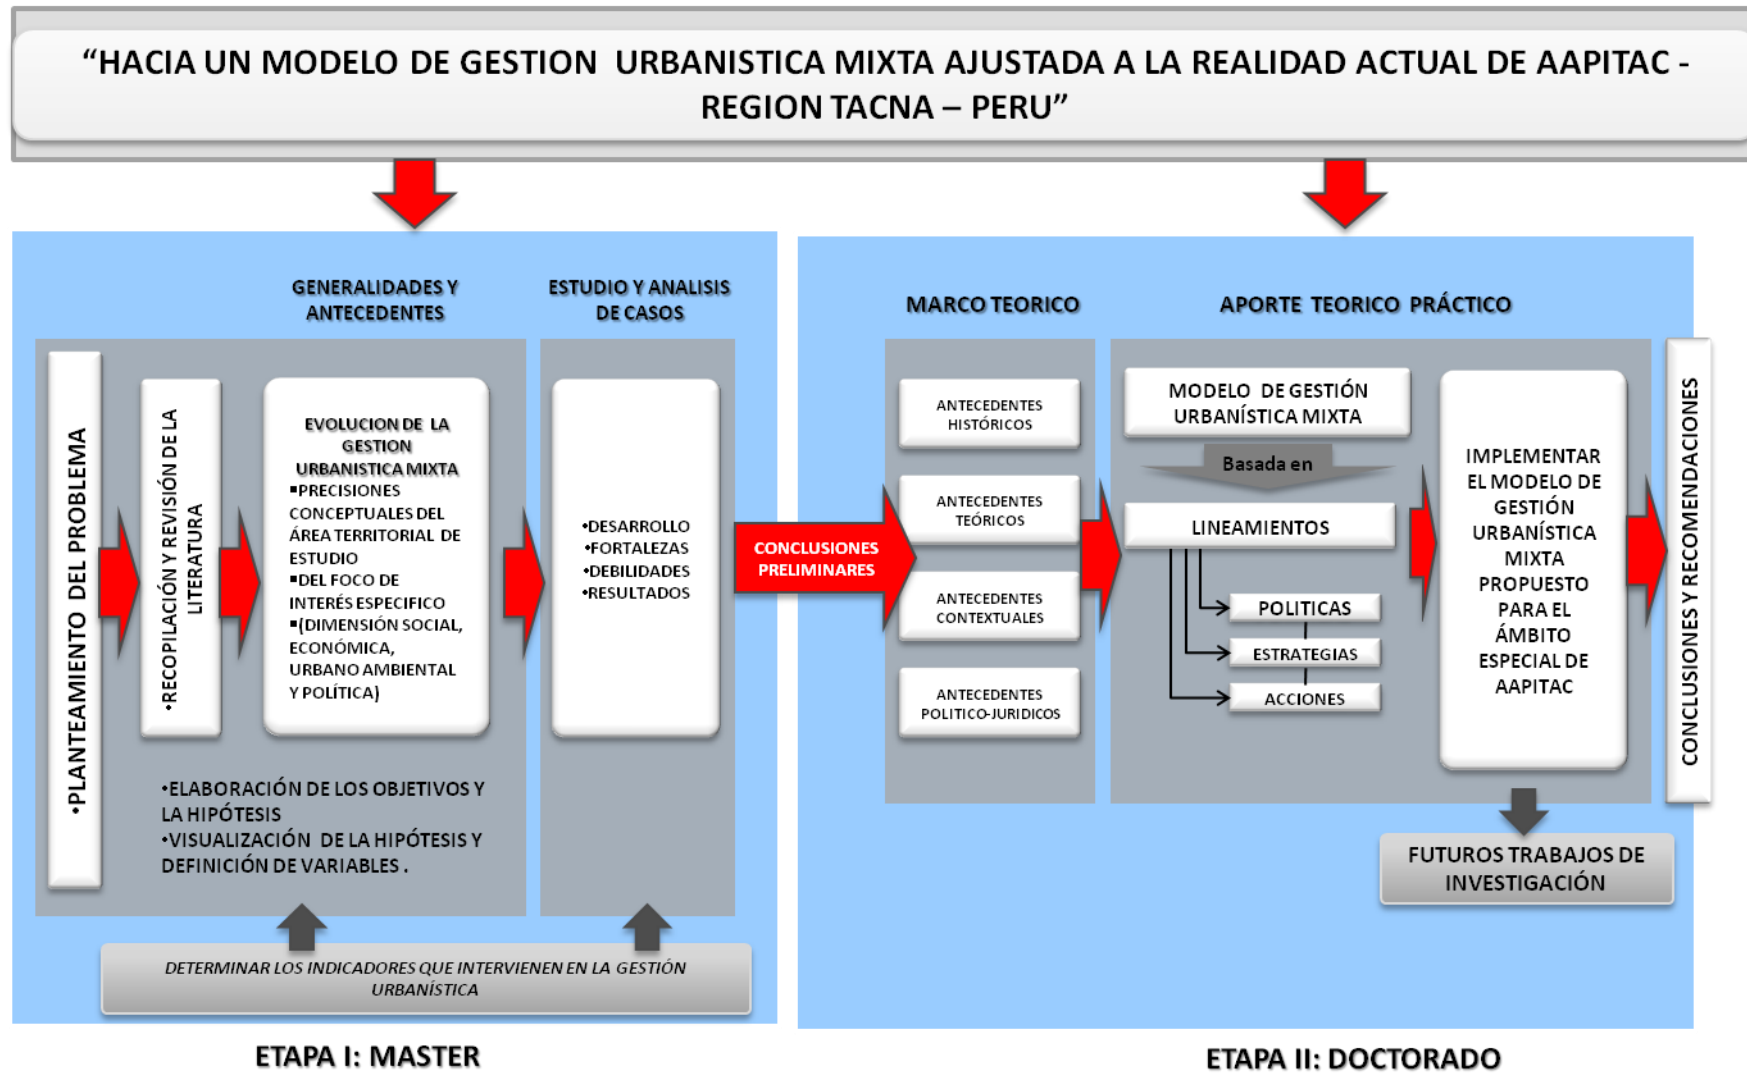 “HACIA UN MODELO DE GESTION URBANISTICA MIXTA AJUSTADA A LA REALIDAD ACTUAL DE AAPITAC -
REGION TACNA – PERU”
GENERALIDADES Y
ANTECEDENTES
ESTUDIO Y ANALISIS
DE CASOS
•PLANTEAMIENTO DEL PROBLEMA
•RECOPILACIÓN Y REVISIÓN DE LA
LITERATURA
EVOLUCION DE LA
GESTION
URBANISTICA MIXTA
▪PRECISIONES
CONCEPTUALES DEL
ÁREA TERRITORIAL DE
ESTUDIO
▪DEL FOCO DE
INTERÉS ESPECIFICO
▪(DIMENSIÓN SOCIAL,
ECONÓMICA,
URBANO AMBIENTAL
Y POLÍTICA)
•DESARROLLO
•FORTALEZAS
•DEBILIDADES
•RESULTADOS
•ELABORACIÓN DE LOS OBJETIVOS Y
LA HIPÓTESIS
•VISUALIZACIÓN DE LA HIPÓTESIS Y
DEFINICIÓN DE VARIABLES .
DETERMINAR LOS INDICADORES QUE INTERVIENEN EN LA GESTIÓN
URBANÍSTICA
ETAPA I: MASTER
CONCLUSIONES
PRELIMINARES
MARCO TEORICO
APORTE TEORICO PRÁCTICO
ANTECEDENTES
HISTÓRICOS
ANTECEDENTES
TEÓRICOS
ANTECEDENTES
CONTEXTUALES
ANTECEDENTES
POLITICO-JURIDICOS
MODELO DE GESTIÓN
URBANÍSTICA MIXTA
Basada en
LINEAMIENTOS
POLITICAS
ESTRATEGIAS
ACCIONES
IMPLEMENTAR
EL MODELO DE
GESTIÓN
URBANÍSTICA
MIXTA
PROPUESTO
PARA EL
ÁMBITO
ESPECIAL DE
AAPITAC
CONCLUSIONES Y RECOMENDACIONES
FUTUROS TRABAJOS DE
INVESTIGACIÓN
ETAPA II: DOCTORADO